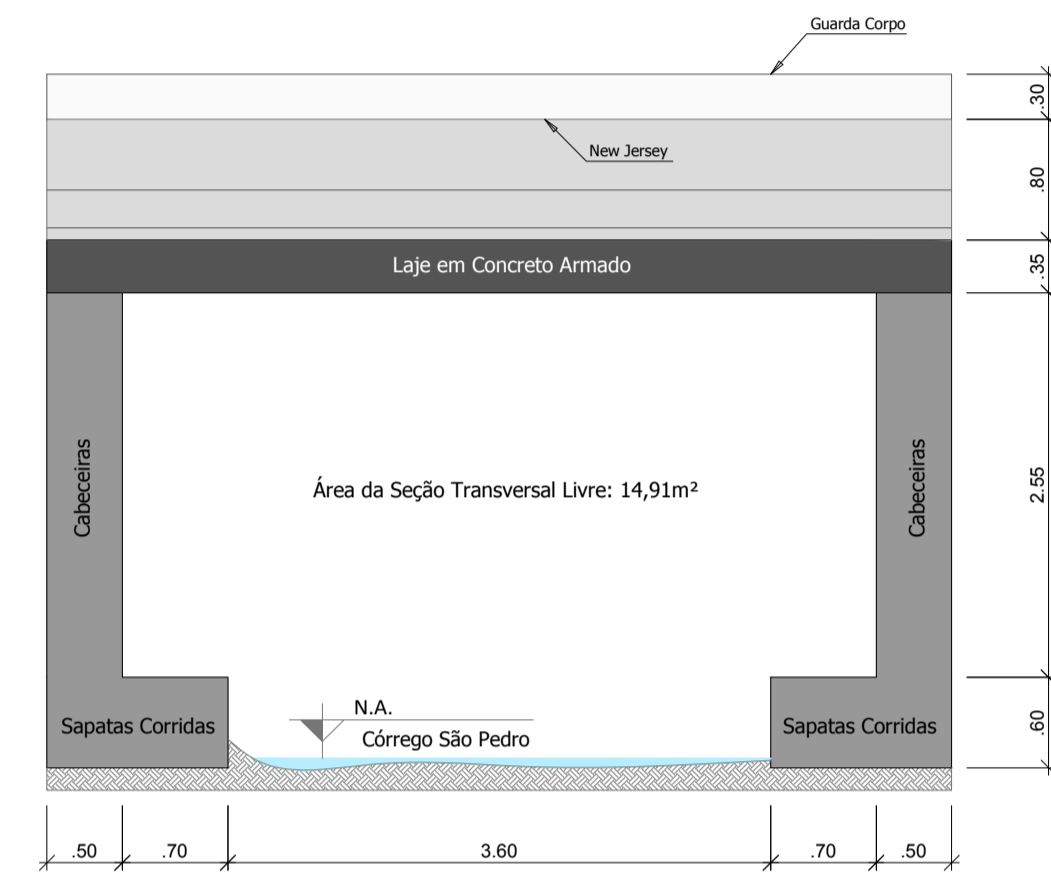 Guarda Corpo
New Jersey
.30
.80
Laje em Concreto Armado
.35
Cabeceiras
Área da Seção Transversal Livre: 14,91m²
Cabeceiras
2.55
N.A.
Sapatas Corridas
Córrego São Pedro
Sapatas Corridas
.60
.50
.70
3.60
.70
.50